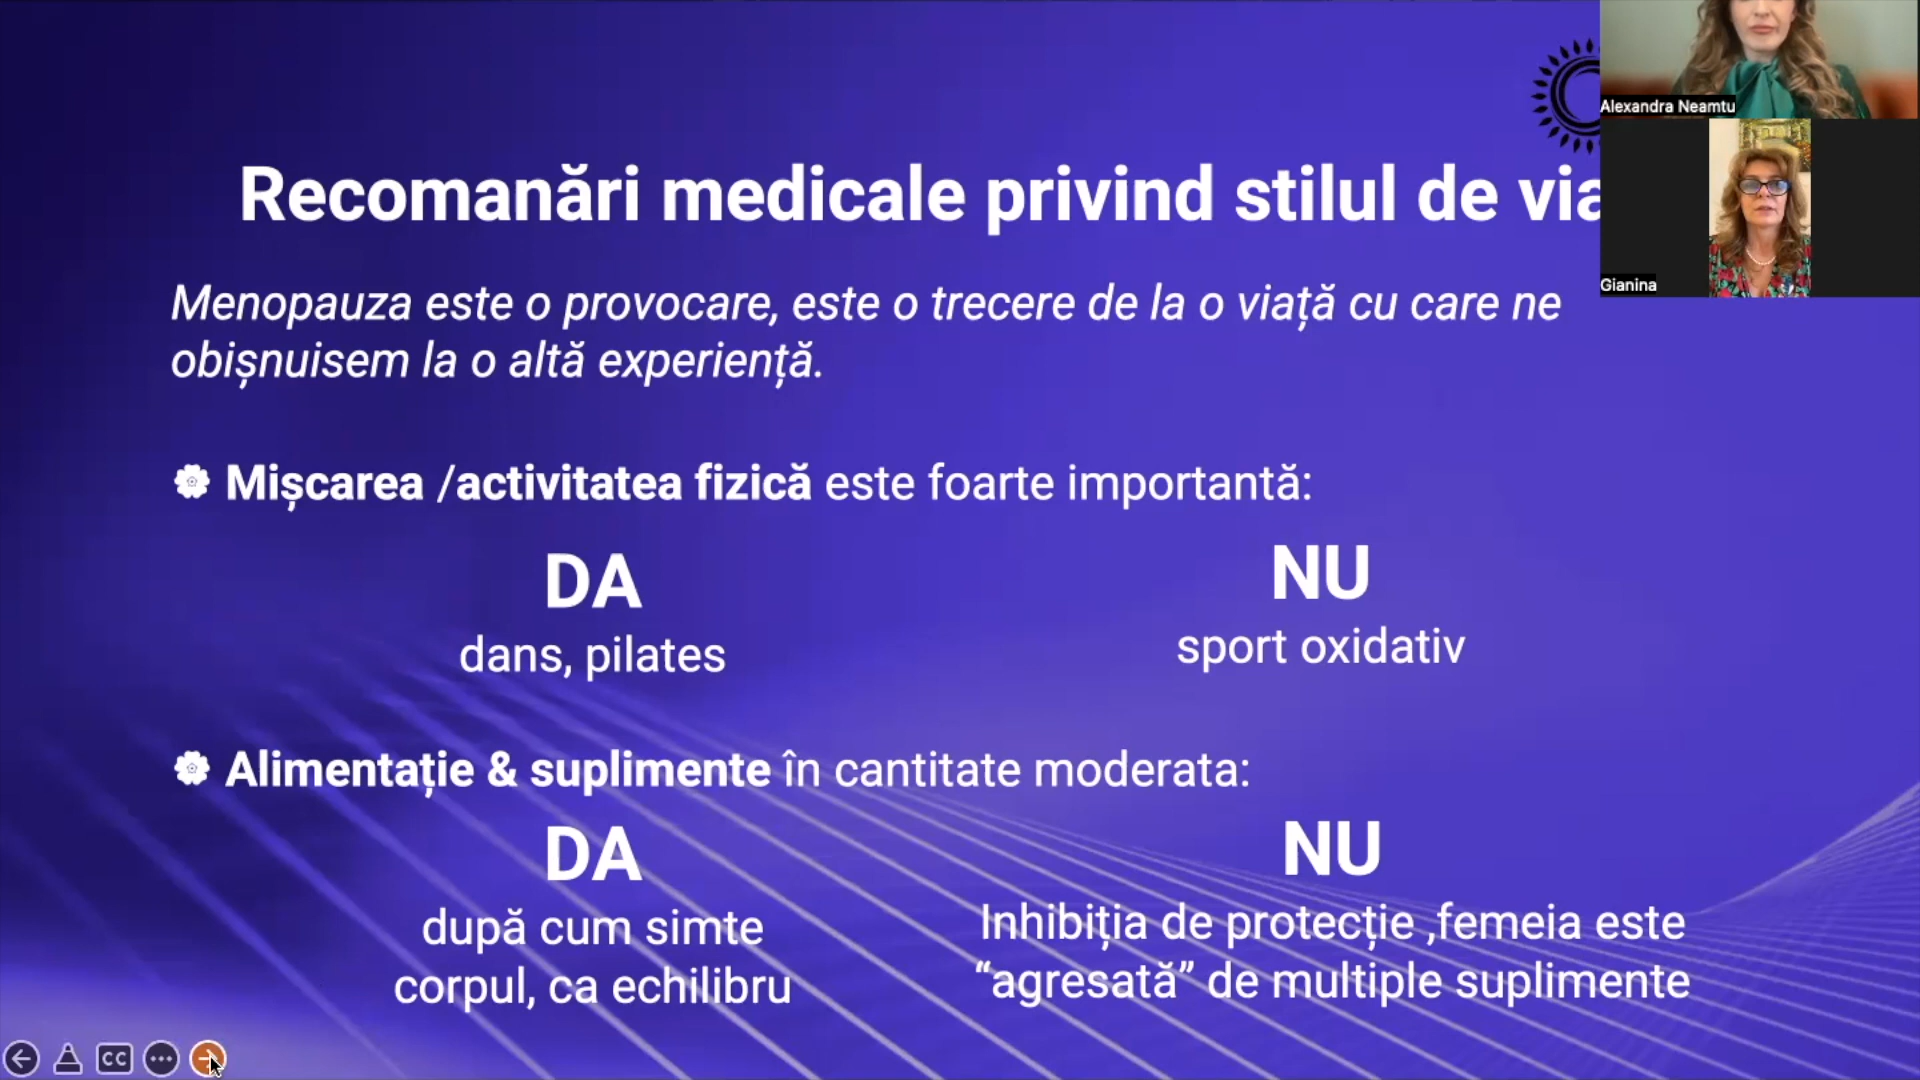 Alexandra Neamtu
Gianina
Recomanări medicale privind stilul de
Menopauza este o provocare, este o trecere de la o viață cu care ne
obișnuisem la o altă experiență.
Mișcarea /activitatea fizică este foarte importantă:
DA
dans, pilates
NU
sport oxidativ
Alimentație & suplimente în cantitate moderata:
DA
după cum simte
corpul, ca echilibru
NU
Inhibiția de protecție ,femeia este
“agresată” de multiple suplimente
CC